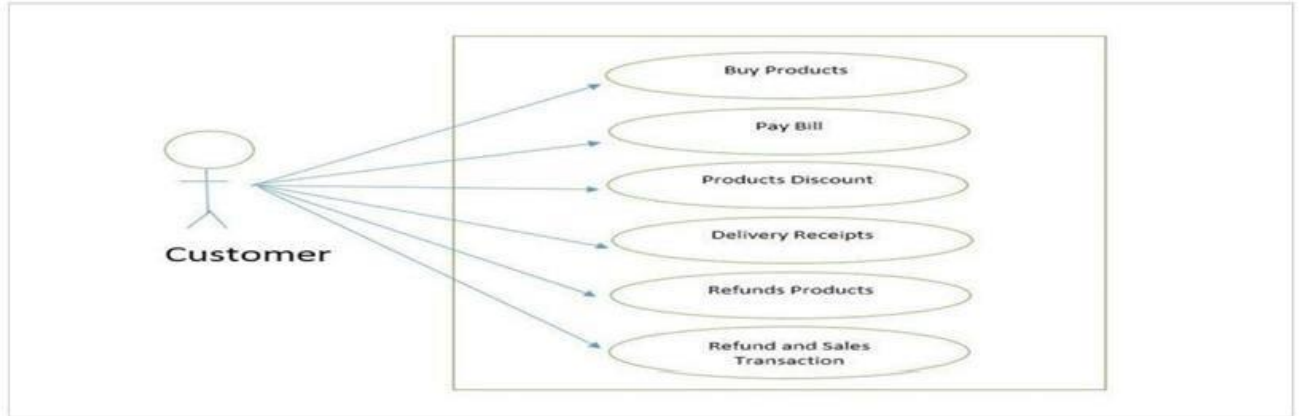 Buy Products
Pay Bill
Products Discount
Customer
Delivery Receipts
Refunds Products
Refund and Sales
Transaction